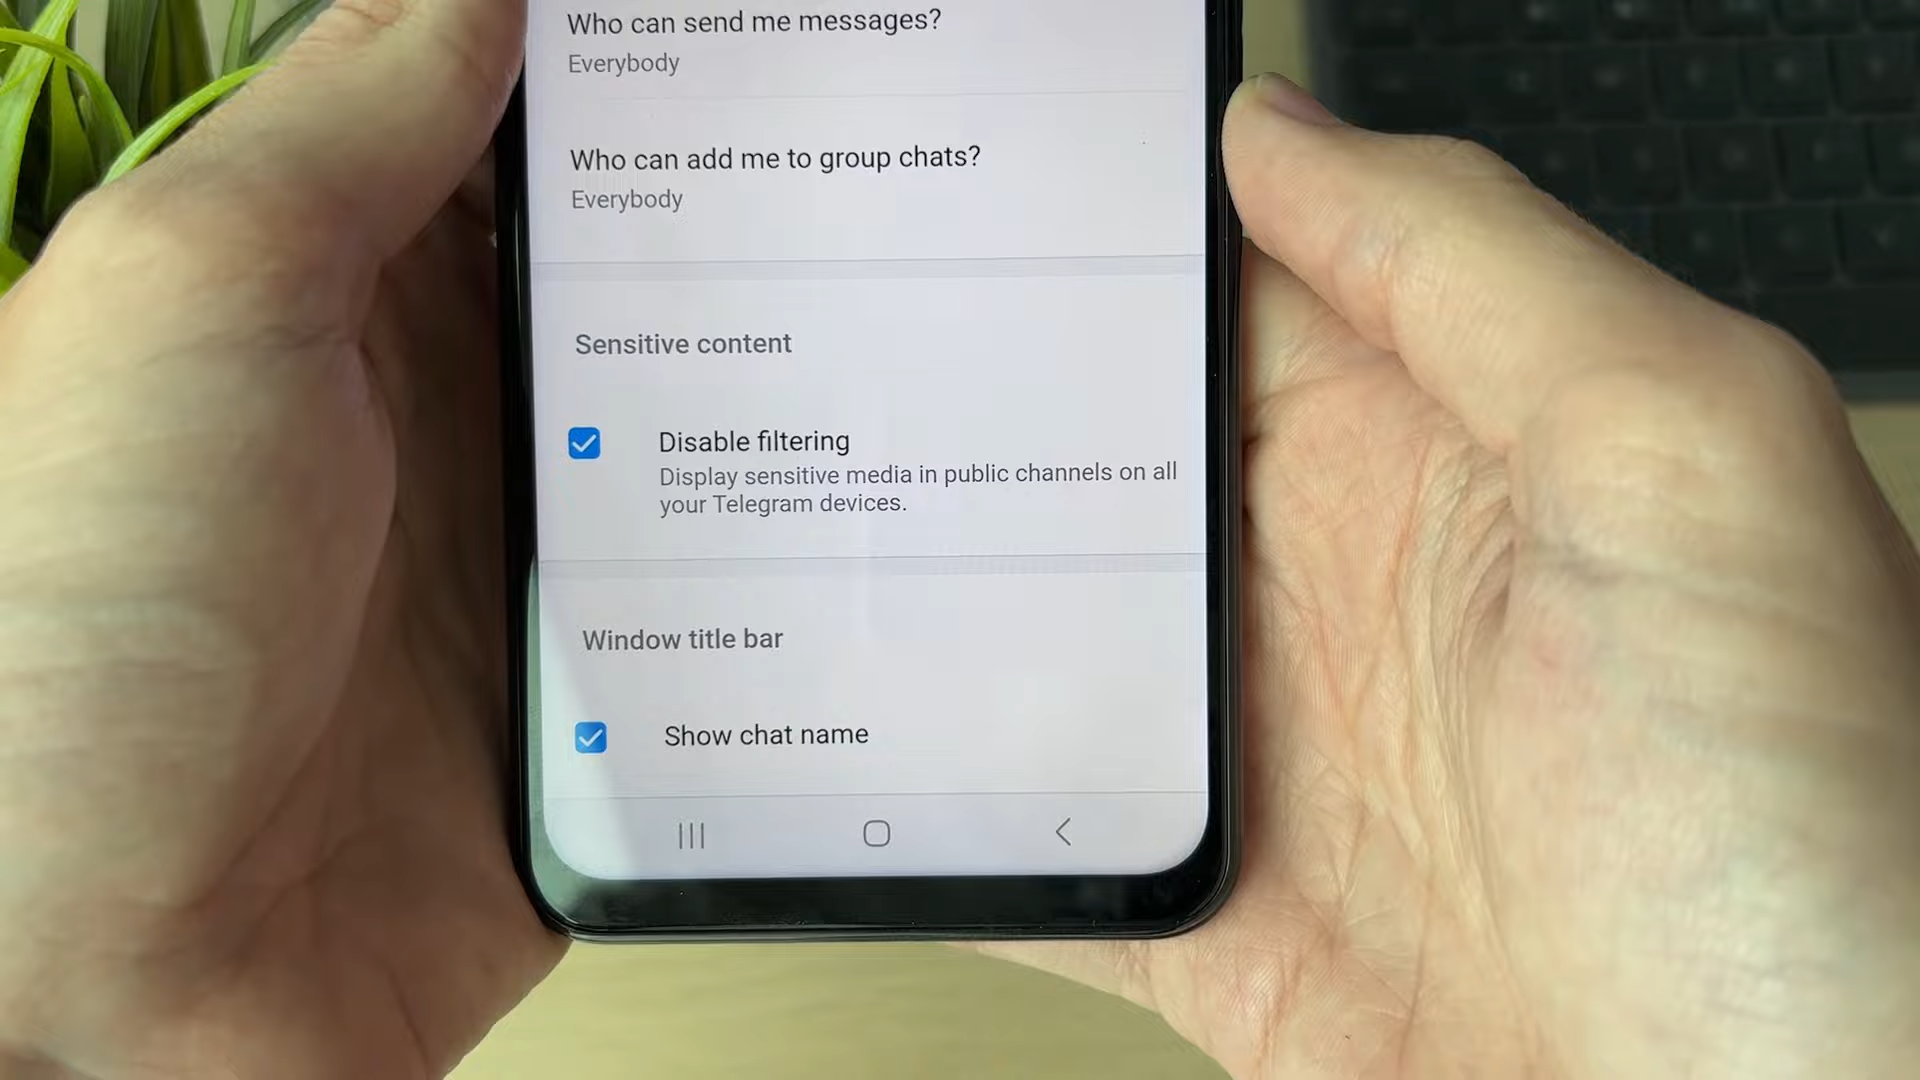 Who can send me messages?
Everybody
Who can add me to group chats?
Everybody
Sensitive content
Disable filtering
Display sensitive media in public channels on all
your Telegram devices.
Window title bar
Show chat name